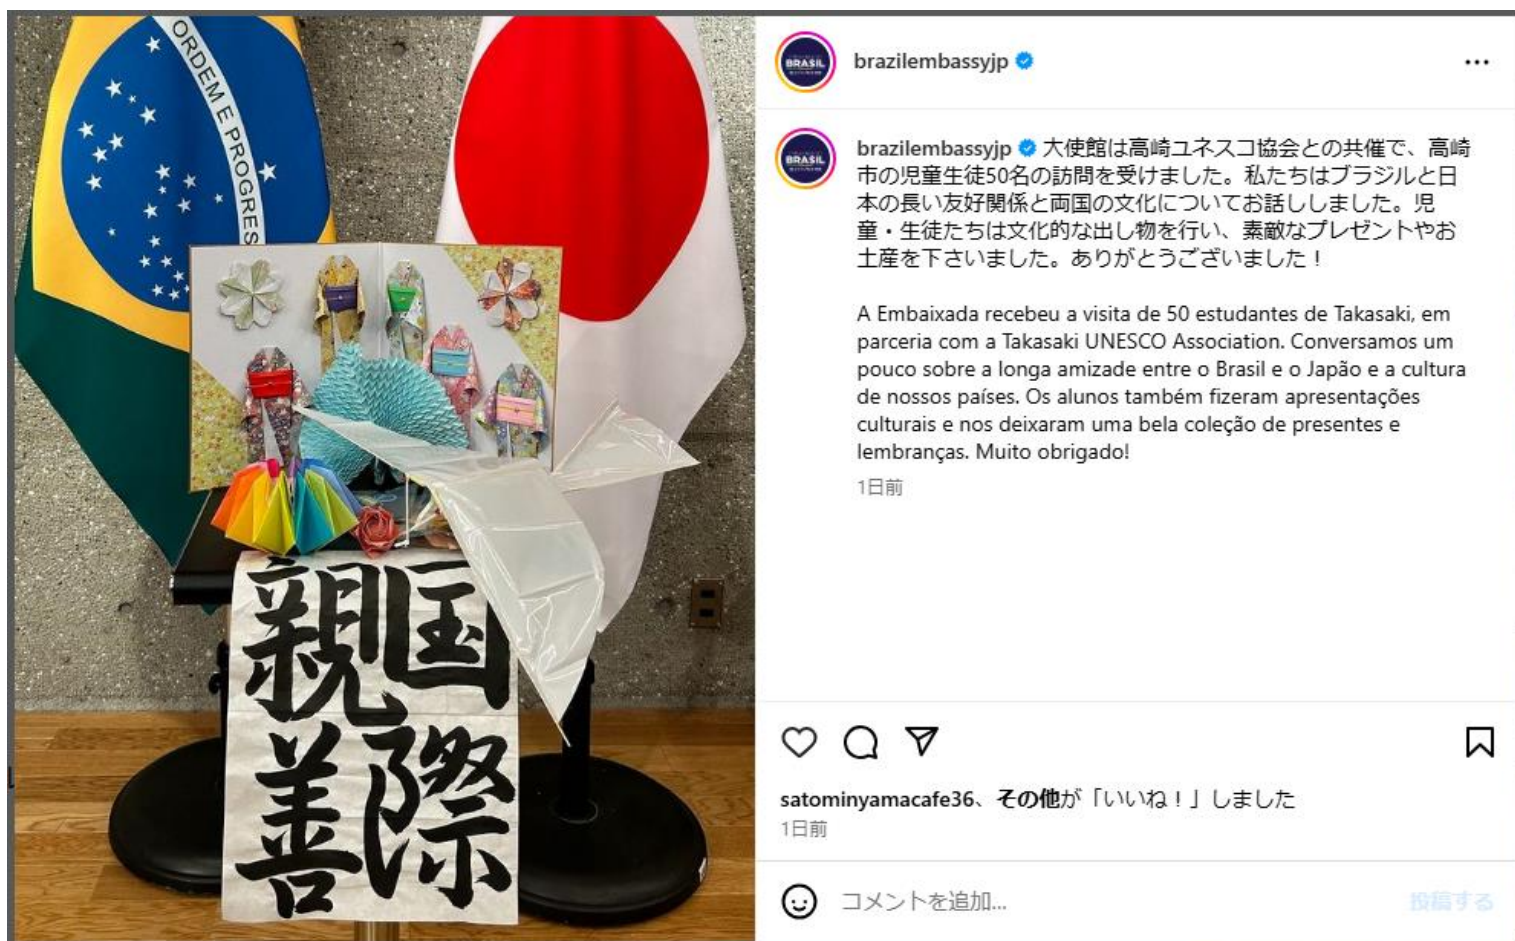 ORDEM E PROGRES
国際
親善
BRASIL
brazilembassyjp
BRASIL
brazilembassyjp 大使館は高崎ユネスコ協会との共催で、高崎
市の児童生徒50名の訪問を受けました。私たちはブラジルと日
本の長い友好関係と両国の文化についてお話ししました。児
童・生徒たちは文化的な出し物を行い、素敵なプレゼントやお
土産を下さいました。ありがとうございました！
A Embaixada recebeu a visita de 50 estudantes de Takasaki, em
parceria com a Takasaki UNESCO Association. Conversamos um
pouco sobre a longa amizade entre o Brasil e o Japão e a cultura
de nossos países. Os alunos também fizeram apresentações
culturais e nos deixaram uma bela coleção de presentes e
lembranças. Muito obrigado!
1日前
satominyamacafe36、その他が「いいね！」しました
1日前
コメントを追加...
投稿する